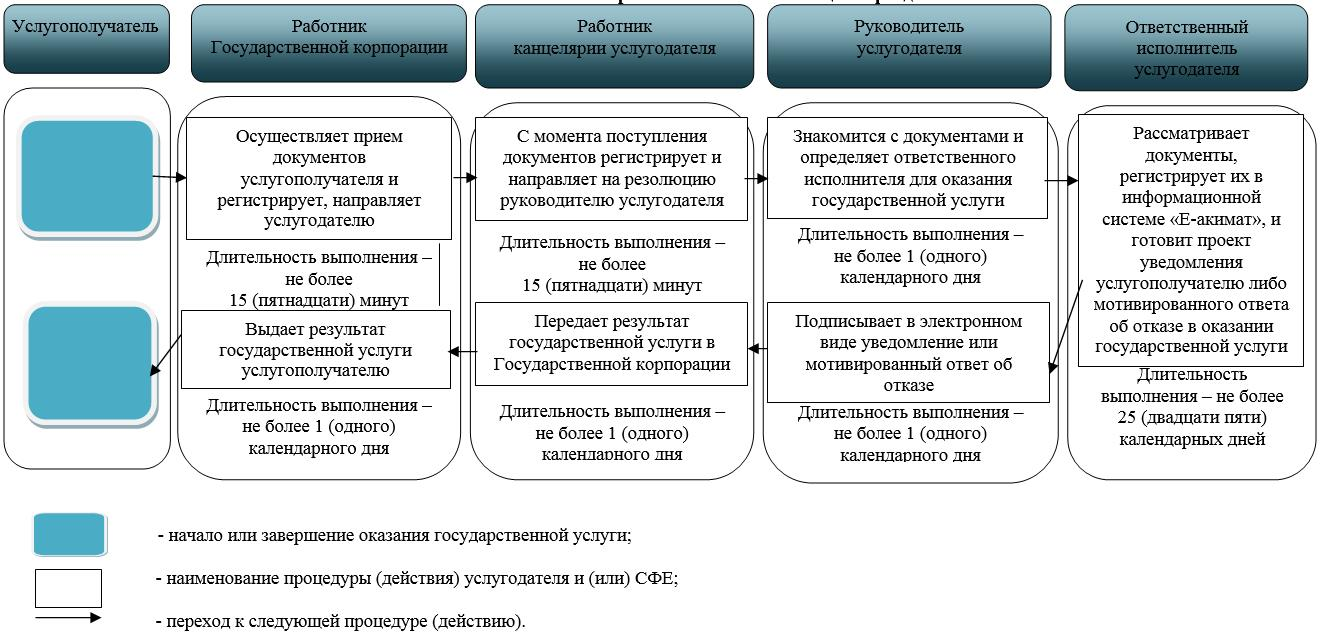 Услугополучатель
Работник
Государственной корпорации
Работник
канцелярии услугодателя
Руководитель
услугодателя
Ответственный
исполнитель
услугодателя
Осуществляет прием
документов
услугополучателя и
регистрирует, направляет
услугодателю
Длительность выполнения –
не более
15 (пятнадцати) минут
С момента поступления
документов регистрирует и
направляет на резолюцию
руководителю услугодателя
Длительность выполнения –
не более
15 (пятнадцати) минут
Знакомится с документами и
определяет ответственного
исполнителя для оказания
государственной услуги
Длительность выполнения –
не более 1 (одного)
календарного дня
Рассматривает
документы,
регистрирует их в
информационной
системе «Е-акимат», и
готовит проект
уведомления
услугополучателю либо
мотивированного ответа
об отказе в оказании
государственной услуги
Длительность
выполнения – не более
25 (двадцати пяти)
календарных дней
Выдает результат
государственной услуги
услугополучателю
Длительность выполнения –
не более 1 (одного)
календарного дня
Передает результат
государственной услуги в
Государственной корпорации
Длительность выполнения –
не более 1 (одного)
календарного дня
Подписывает в электронном
виде уведомление или
мотивированный ответ об
отказе
Длительность выполнения –
не более 1 (одного)
календарного дня
- начало или завершение оказания государственной услуги;
- наименование процедуры (действия) услугодателя и (или) СФЕ;
- переход к следующей процедуре (действию).